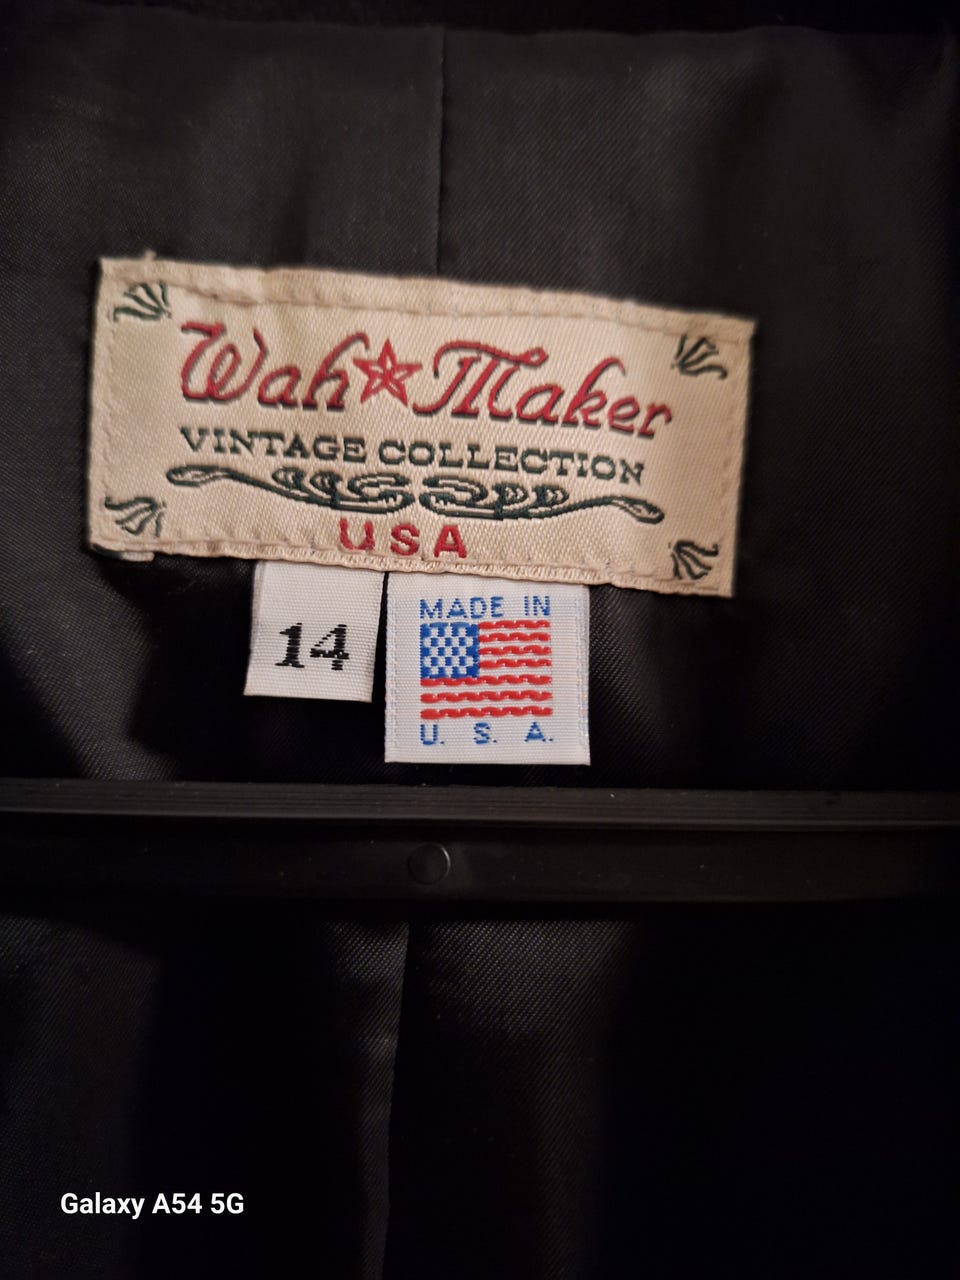 Wah Maker
VINTAGE COLLECTION
USA
14
MADE IN
U. S. A.
Galaxy A54 5G